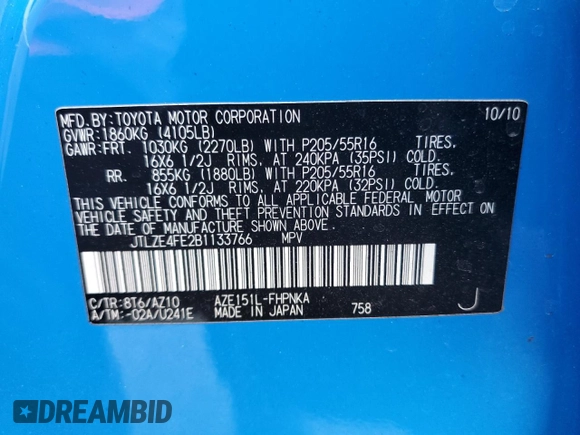 MFD.BY:TOYOTA MOTOR CORPORATION 10/10
GVWR:1860KG (4105LB)
GAWR:FRT. 1030KG (2270LB) WITH P205/55R16 TIRES.
16X6 1/2J RIMS. AT 240KPA (35PSI) COLD.
RR. 855KG (1880LB) WITH P205/55R16 TIRES.
16X6 1/2J RIMS. AT 220KPA (32PSI) COLD.
THIS VEHICLE CONFORMS TO ALL APPLICABLE FEDERAL MOTOR
VEHICLE SAFETY AND THEFT PREVENTION STANDARDS IN EFFECT ON
THE DATE OF MANUFACTURE SHOWN ABOVE.
JTLZE4FE2B1133766 MPV
C/TR:8T6/AZ10 AZE151L-FHPNKA J
A/TM:-02A/U241E MADE IN JAPAN 758
DREAMBID